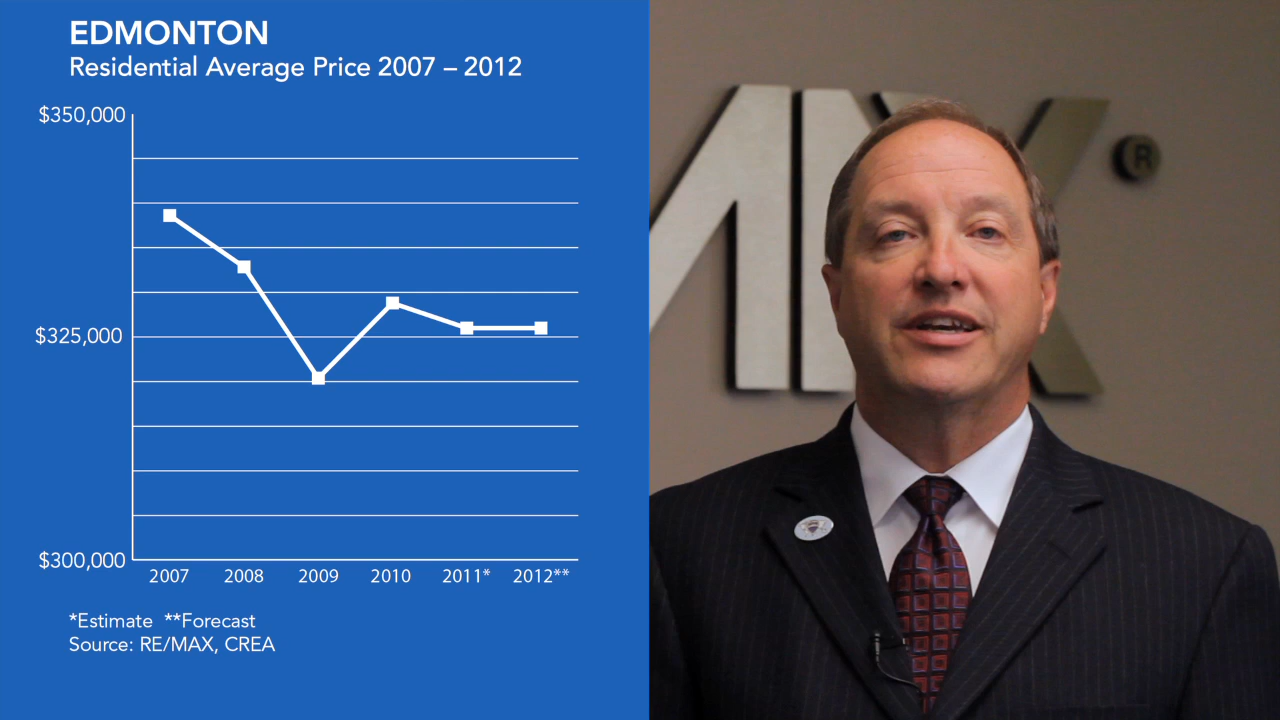 EDMONTON
Residential Average Price 2007 – 2012
$350,000
$325,000
$300,000
2007 2008 2009 2010 2011* 2012**
*Estimate **Forecast
Source: RE/MAX, CREA
AX®